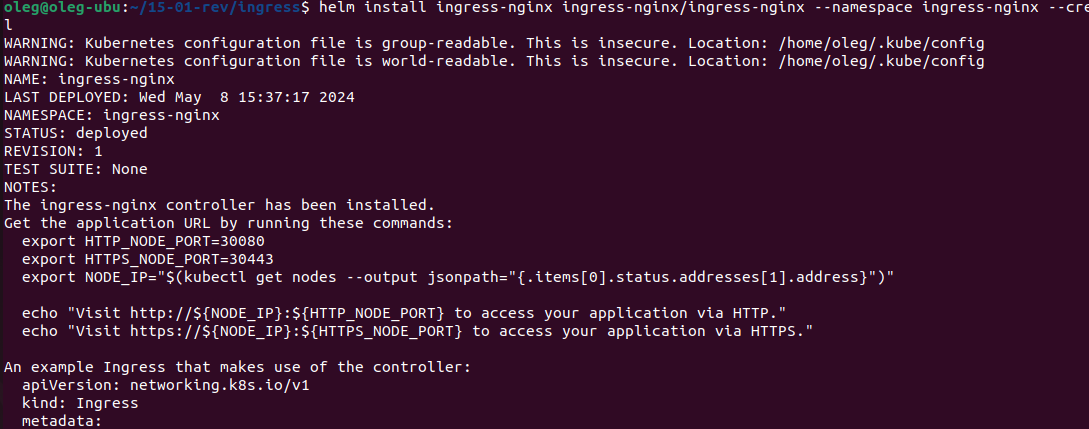 oleg@oleg-ubu:~/15-01-rev/ingress$ helm install ingress-nginx ingress-nginx/ingress-nginx --namespace ingress-nginx --cre
l
WARNING: Kubernetes configuration file is group-readable. This is insecure. Location: /home/oleg/.kube/config
WARNING: Kubernetes configuration file is world-readable. This is insecure. Location: /home/oleg/.kube/config
NAME: ingress-nginx
LAST DEPLOYED: Wed May  8 15:37:17 2024
NAMESPACE: ingress-nginx
STATUS: deployed
REVISION: 1
TEST SUITE: None
NOTES:
The ingress-nginx controller has been installed.
Get the application URL by running these commands:
  export HTTP_NODE_PORT=30080
  export HTTPS_NODE_PORT=30443
  export NODE_IP="$(kubectl get nodes --output jsonpath="{.items[0].status.addresses[1].address}")"

  echo "Visit http://${NODE_IP}:${HTTP_NODE_PORT} to access your application via HTTP."
  echo "Visit https://${NODE_IP}:${HTTPS_NODE_PORT} to access your application via HTTPS."

An example Ingress that makes use of the controller:
  apiVersion: networking.k8s.io/v1
  kind: Ingress
  metadata: